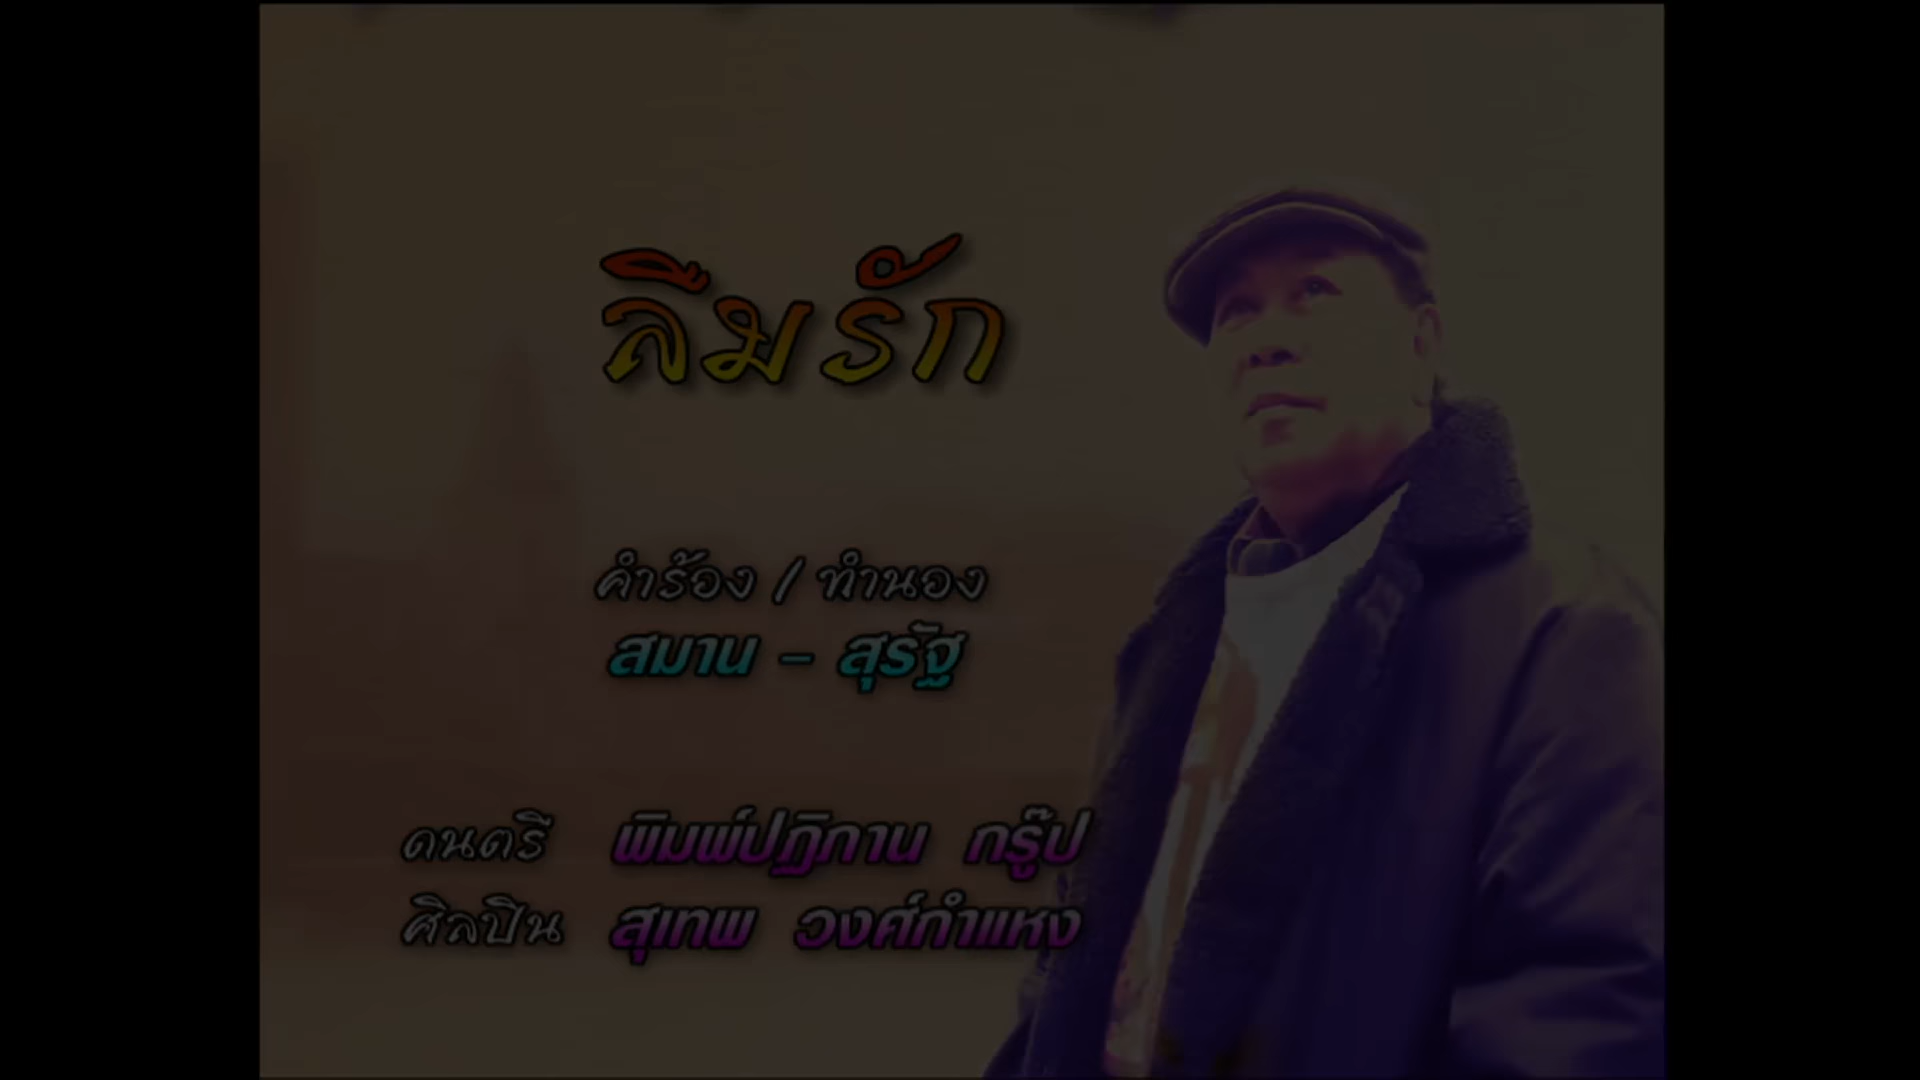 ลืมรัก
คำร้อง / ทำนอง
สมาน - สุรัฐ
ดนตรี พิมพ์ปฏิภาน กรุ๊ป
ศิลปิน สุเทพ วงศ์กำแหง